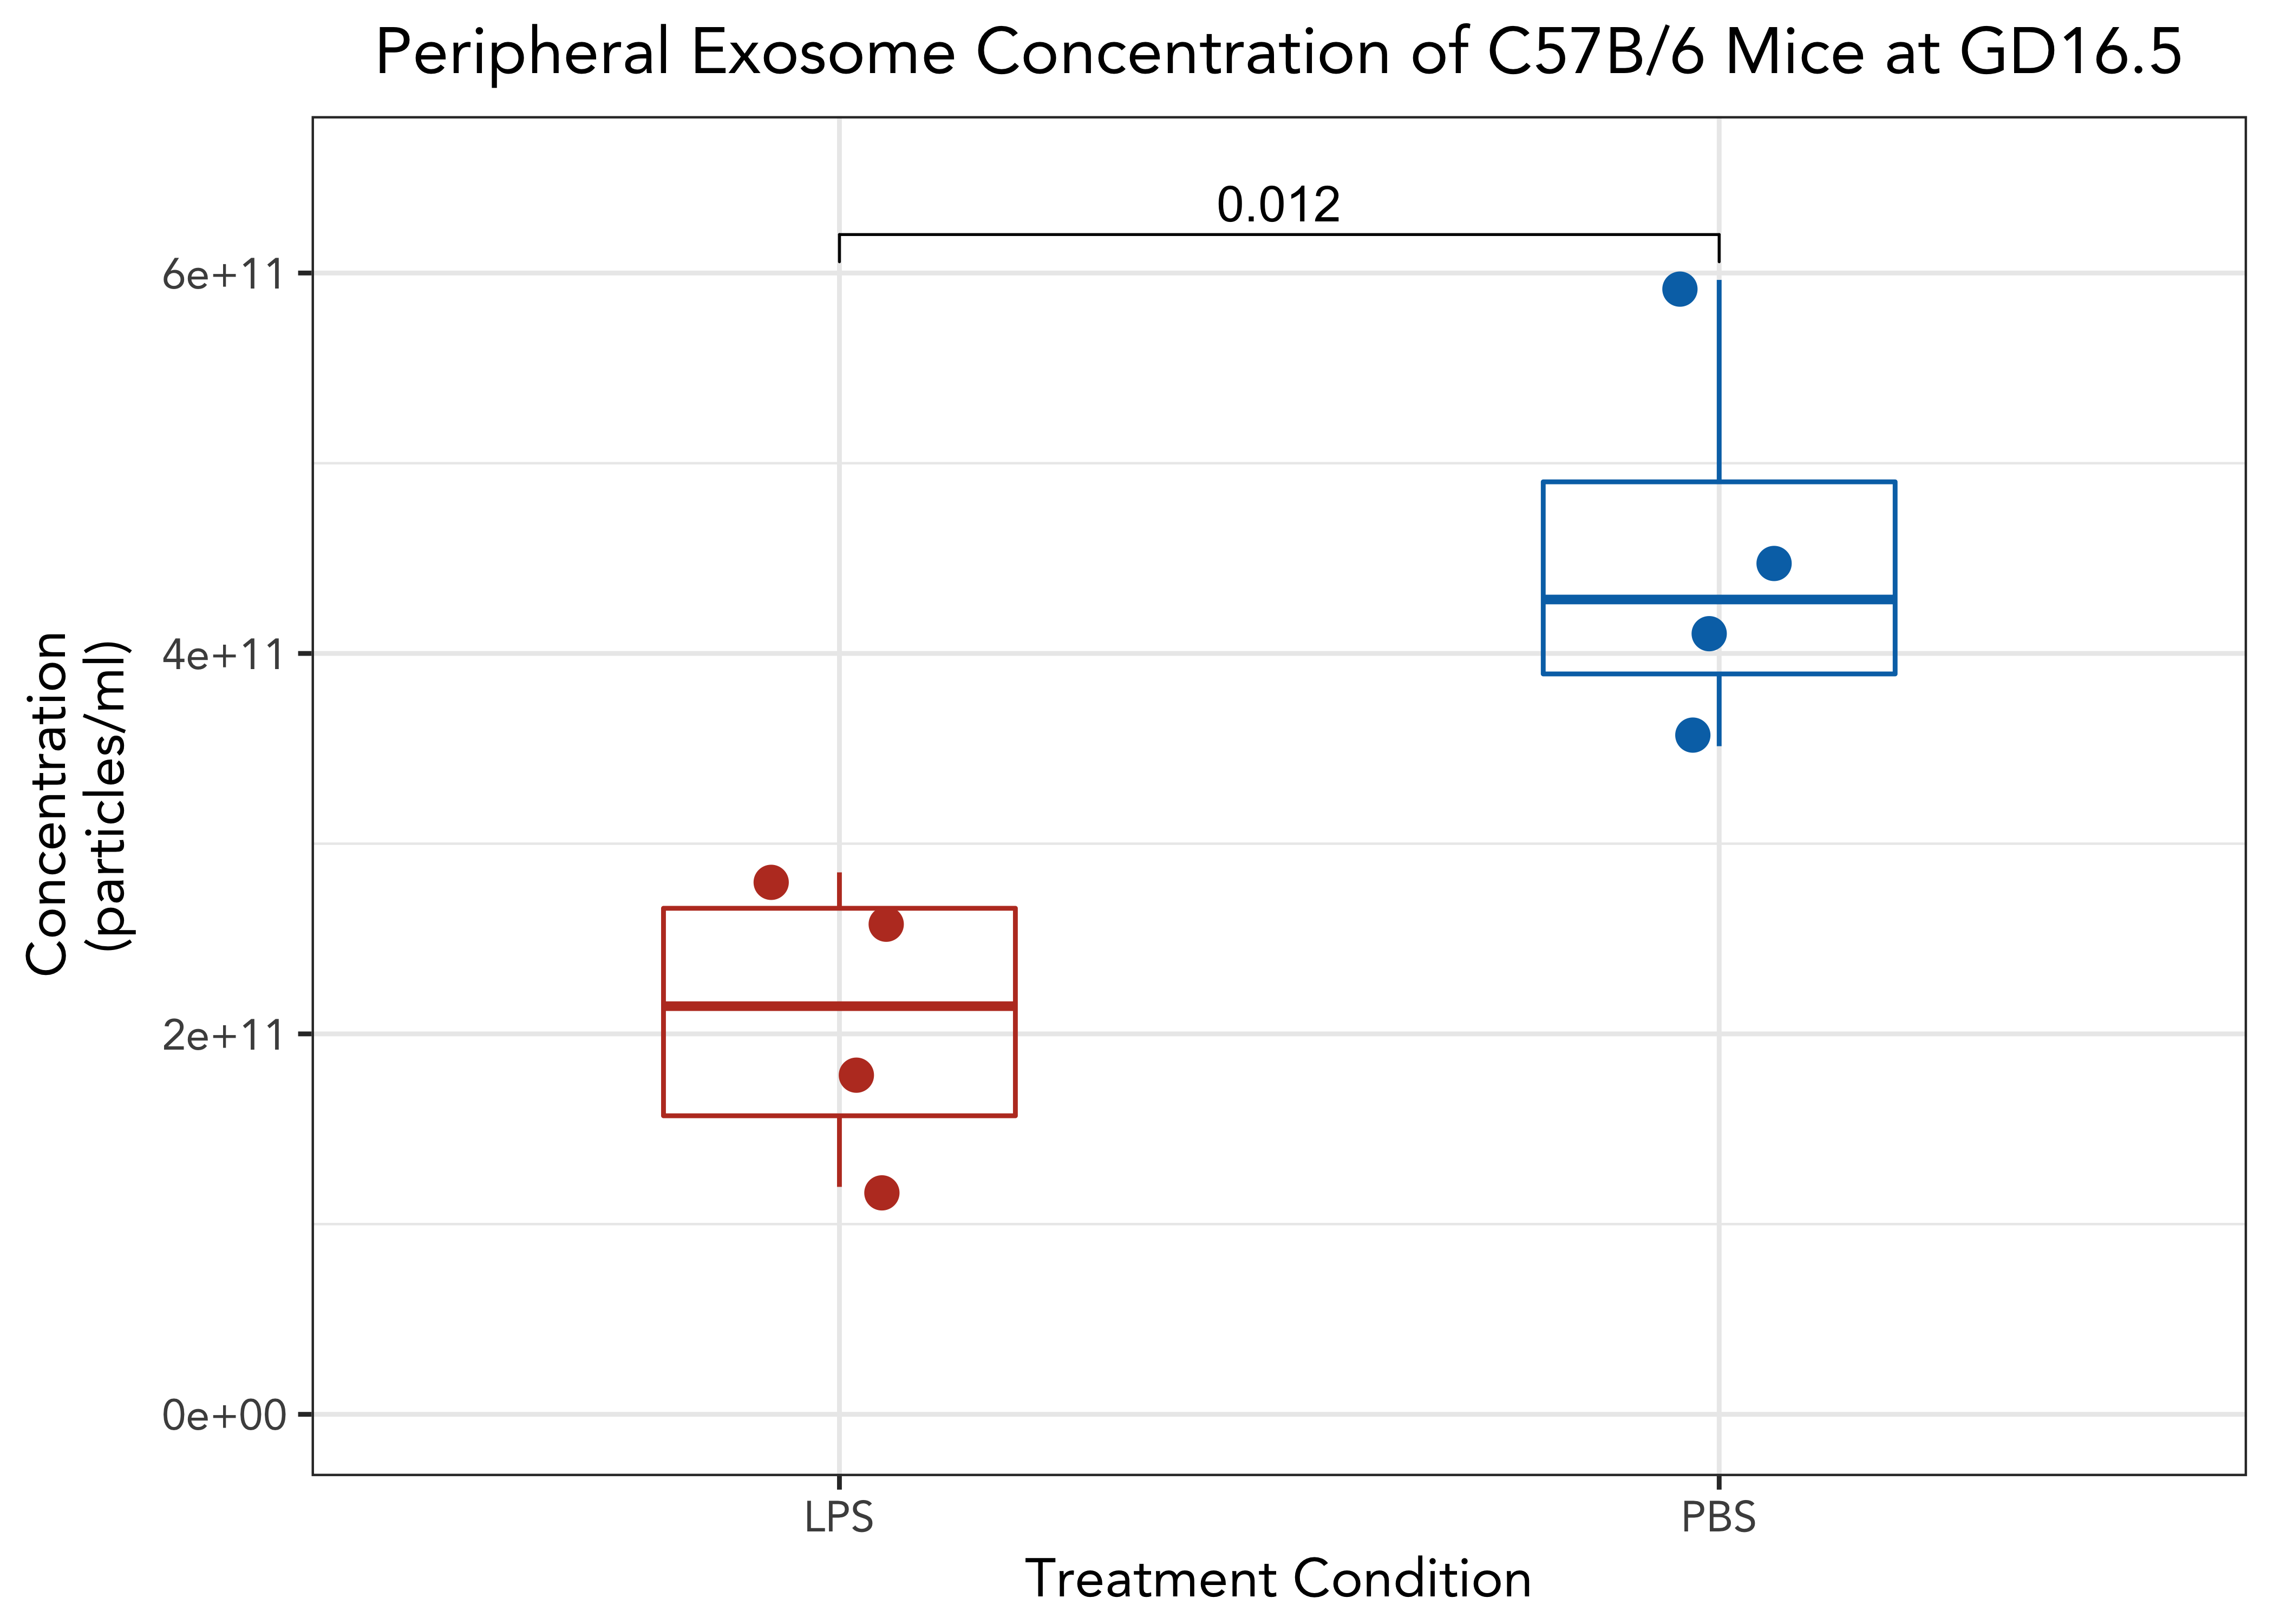 Peripheral Exosome Concentration of C57B/6 Mice at GD16.5
0.012
6e+11
4e+11
2e+11
0e+00
Concentration
(particles/ml)
LPS
PBS
Treatment Condition